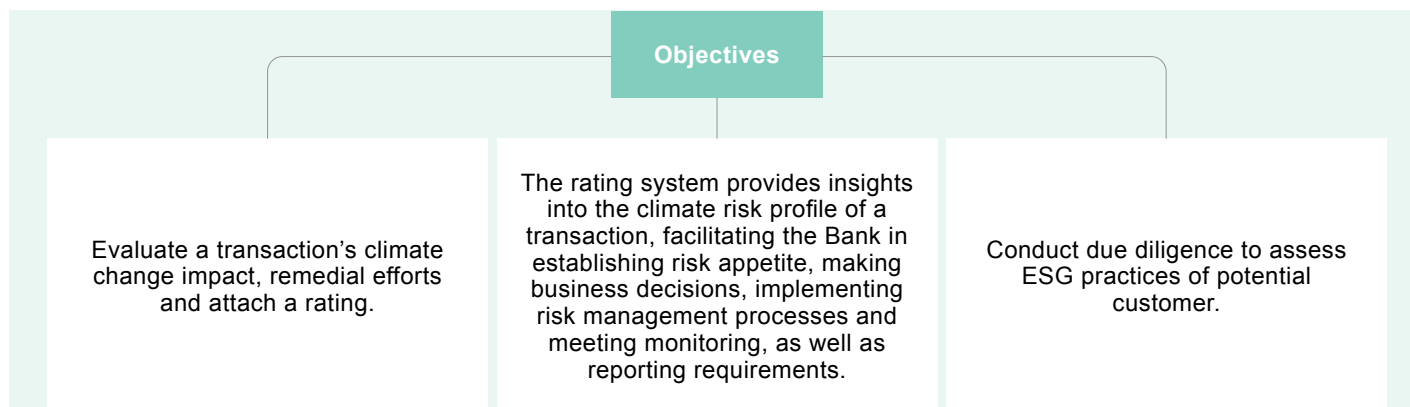 Objectives
Evaluate a transaction’s climate
change impact, remedial efforts
and attach a rating.
The rating system provides insights
into the climate risk profile of a
transaction, facilitating the Bank in
establishing risk appetite, making
business decisions, implementing
risk management processes and
meeting monitoring, as well as
reporting requirements.
Conduct due diligence to assess
ESG practices of potential
customer.